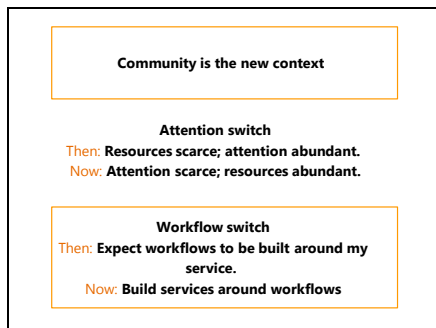 Community is the new context
Attention switch
Then: Resources scarce; attention abundant.
Now: Attention scarce; resources abundant.
Workflow switch
Then: Expect workflows to be built around my
service.
Now: Build services around workflows